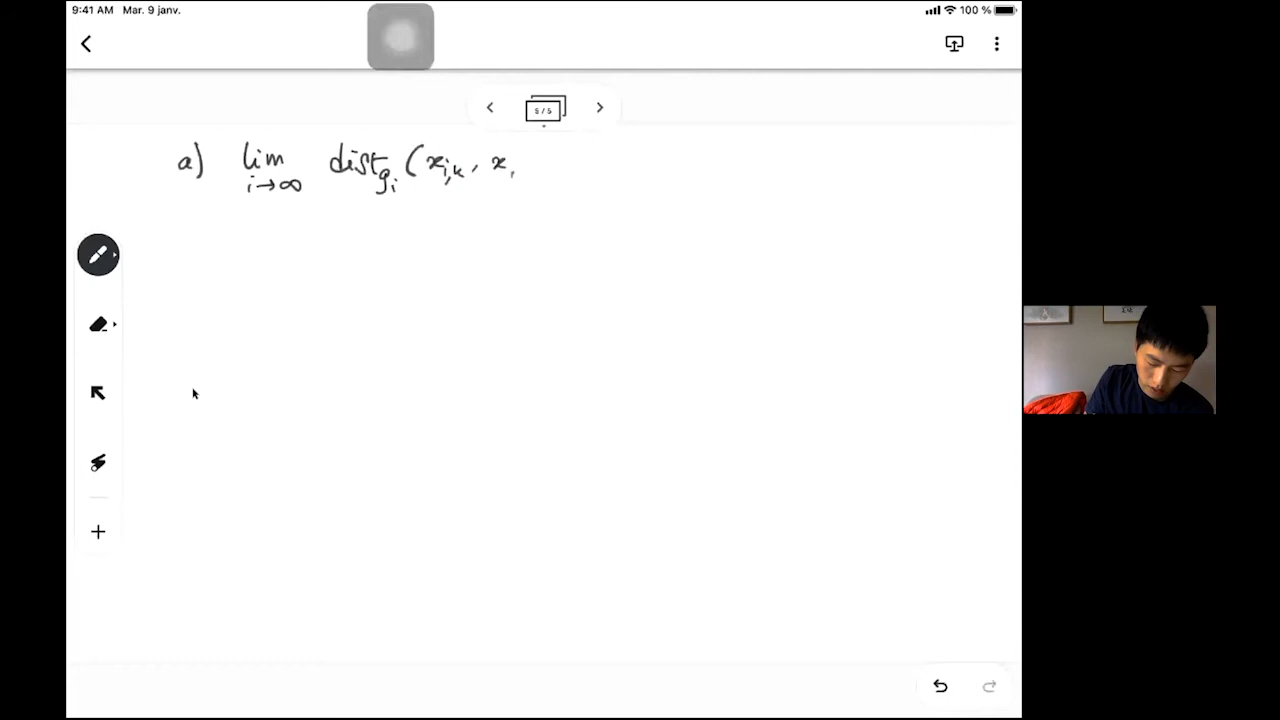 9:41 AM Mar. 9 janv.
100 %
5 / 5
a) lim dist_{g_i} (x_{i,k}, x,
i→∞